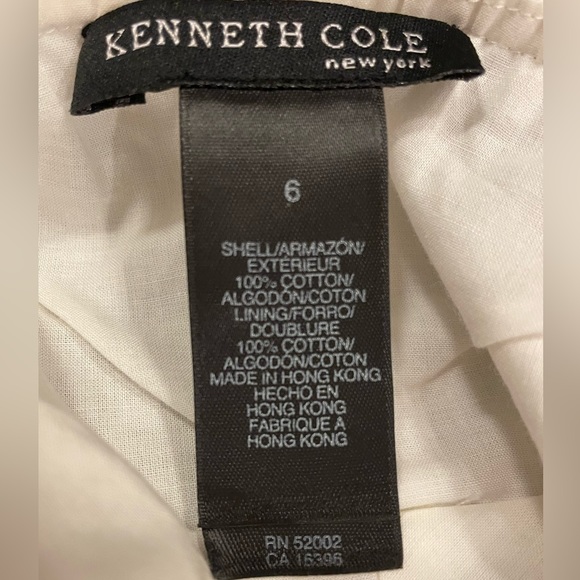 KENNETH COLE
new york
6
SHELL/ARMAZÓN/
EXTÉRIEUR
100% COTTON/
ALGODÓN/COTON
LINING/FORRO/
DOUBLURE
100% COTTON/
ALGODÓN/COTON
MADE IN HONG KONG
HECHO EN
HONG KONG
FABRIQUE A
HONG KONG
RN 52002
CA 16396